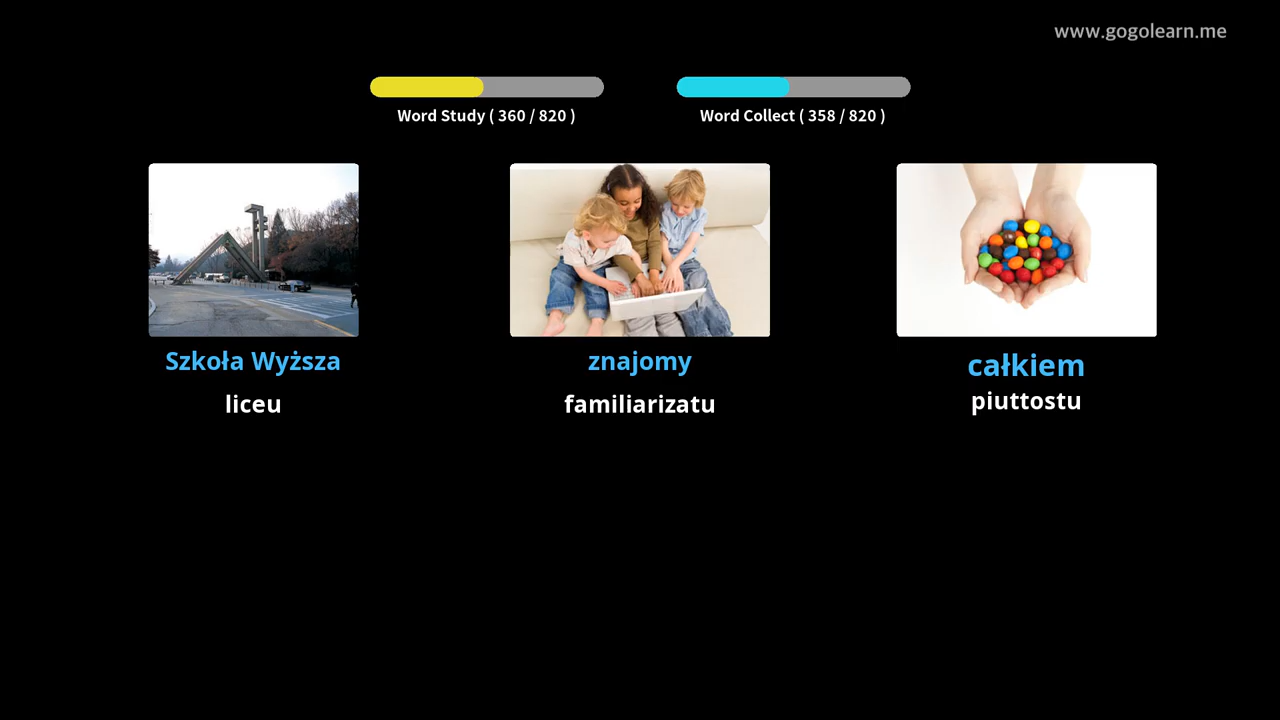 www.gogolearn.me
Word Study ( 360 / 820 )
Word Collect ( 358 / 820 )
Szkoła Wyższa
liceu
znajomy
familiarizatu
całkiem
piuttostu